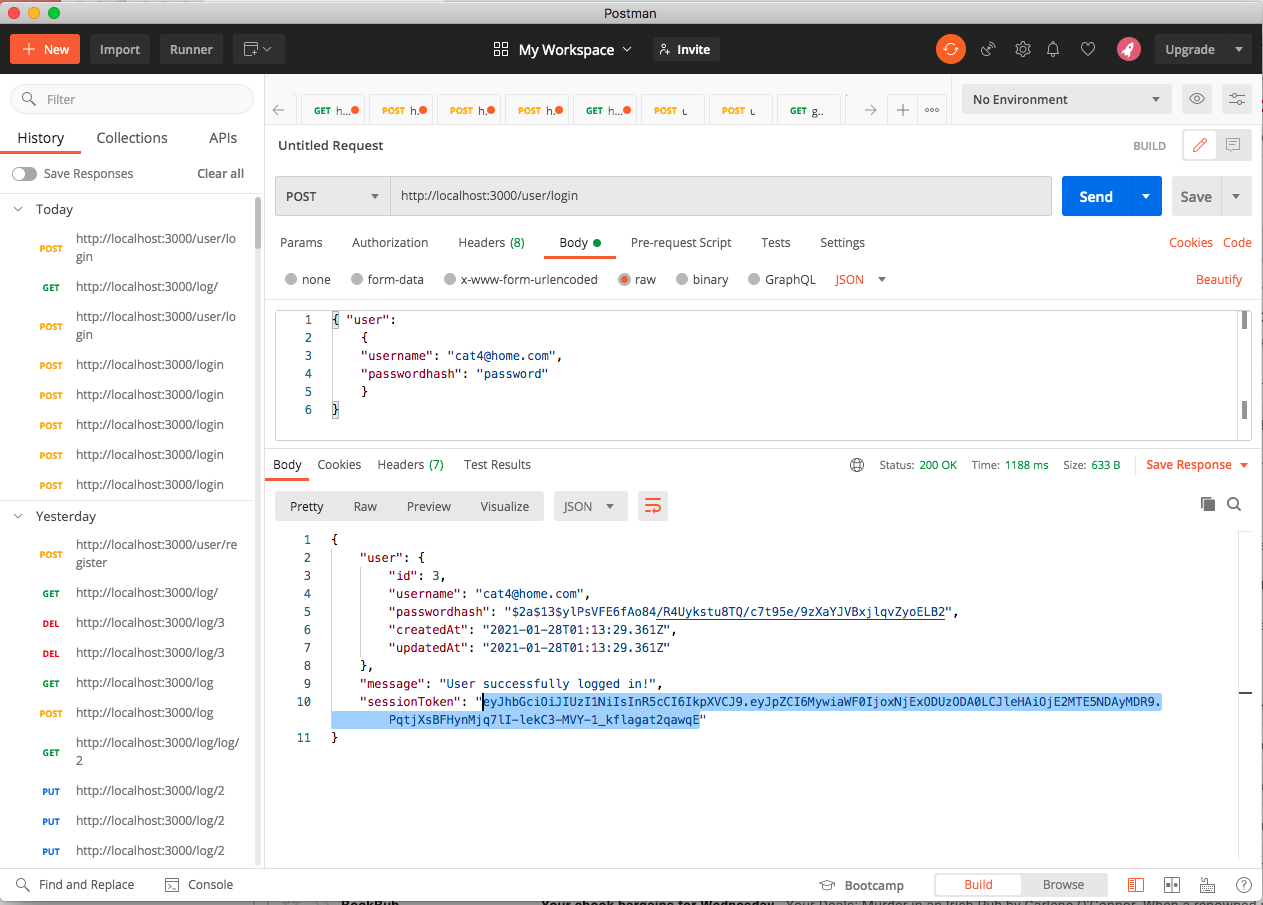 Postman
New
Import
Runner
My Workspace
Invite
Upgrade
Filter
History
Collections
APIs
Save Responses
Clear all
Today
POST http://localhost:3000/user/lo
gin
GET http://localhost:3000/log/
POST http://localhost:3000/user/lo
gin
POST http://localhost:3000/login
POST http://localhost:3000/login
POST http://localhost:3000/login
POST http://localhost:3000/login
POST http://localhost:3000/login
Yesterday
POST http://localhost:3000/user/re
gister
GET http://localhost:3000/log/
DEL http://localhost:3000/log/3
DEL http://localhost:3000/log/3
GET http://localhost:3000/log
POST http://localhost:3000/log
GET http://localhost:3000/log/log/
2
PUT http://localhost:3000/log/2
PUT http://localhost:3000/log/2
PUT http://localhost:3000/log/2
GET h... POST h. POST h. POST h. GET h... POST POST GET g..
No Environment
Untitled Request
BUILD
POST http://localhost:3000/user/login
Send
Save
Params Authorization Headers (8) Body Pre-request Script Tests Settings
Cookies Code
none form-data x-www-form-urlencoded raw binary GraphQL JSON
Beautify
1 { "user":
2 {
3 "username": "cat4@home.com",
4 "passwordhash": "password"
5 }
6 }
Body Cookies Headers (7) Test Results
Status: 200 OK Time: 1188 ms Size: 633 B
Save Response
Pretty Raw Preview Visualize JSON
1 {
2 "user": {
3 "id": 3,
4 "username": "cat4@home.com",
5 "passwordhash": "$2a$13$ylPsVFE6fAo84/R4Uykstu8TQ/c7t95e/9zXaYJVBxjlqvZyoELB2",
6 "createdAt": "2021-01-28T01:13:29.361Z",
7 "updatedAt": "2021-01-28T01:13:29.361Z"
8 },
9 "message": "User successfully logged in!",
10 "sessionToken": "eyJhbGciOiJIUzI1NiIsInR5cCI6IkpXVCJ9.eyJpZCI6MywiaWF0IjoxNjExODUzODA0LCJleHAiOjE2MTE5NDAyMDR9.
PqtjXsBFHynMjq7lI-lekC3-MVY-1_kflagat2qawqE"
11 }
Find and Replace
Console
Bootcamp
Build
Browse